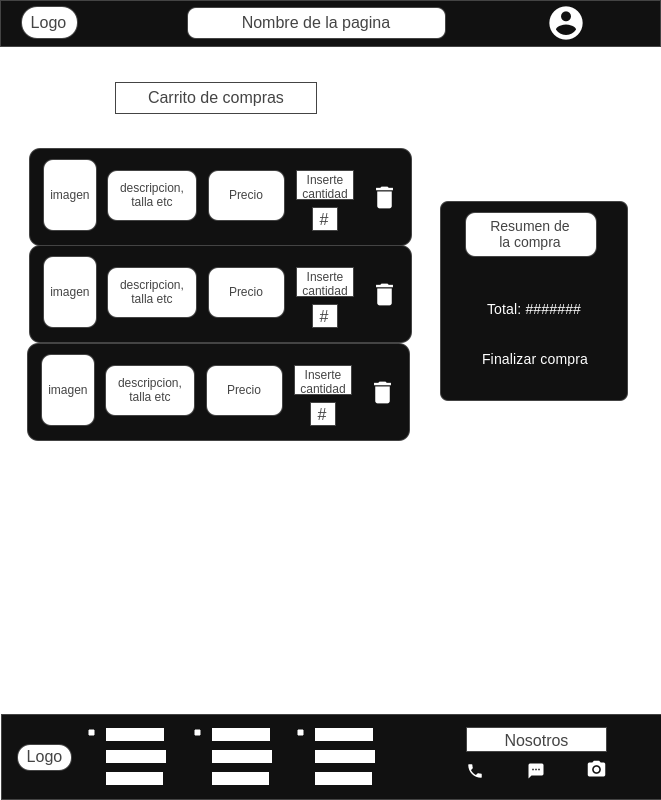 Logo
Nombre de la pagina
Carrito de compras
imagen
descripcion,
talla etc
Precio
Inserte
cantidad
#
imagen
descripcion,
talla etc
Precio
Inserte
cantidad
#
imagen
descripcion,
talla etc
Precio
Inserte
cantidad
#
Resumen de
la compra
Total: #######
Finalizar compra
Logo
Nosotros